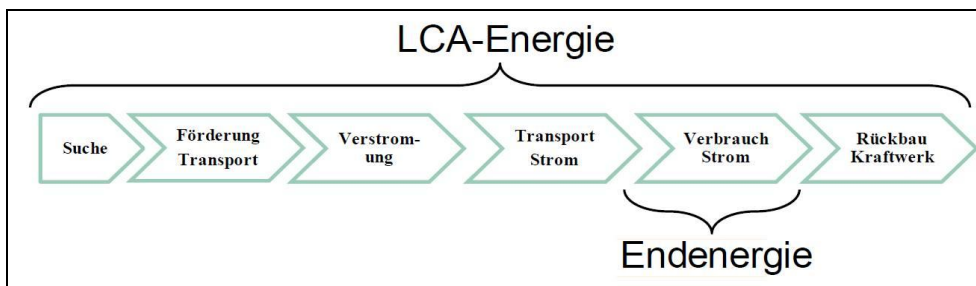 LCA-Energie
Suche
Förderung
Transport
Verstrom-
ung
Transport
Strom
Verbrauch
Strom
Rückbau
Kraftwerk
Endenergie